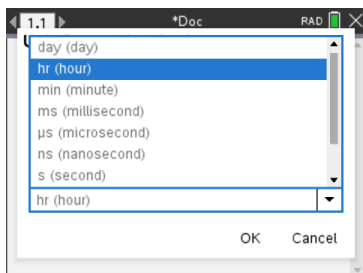 1.1 *Doc RAD
day (day)
hr (hour)
min (minute)
ms (millisecond)
µs (microsecond)
ns (nanosecond)
s (second)
hr (hour)
OK Cancel